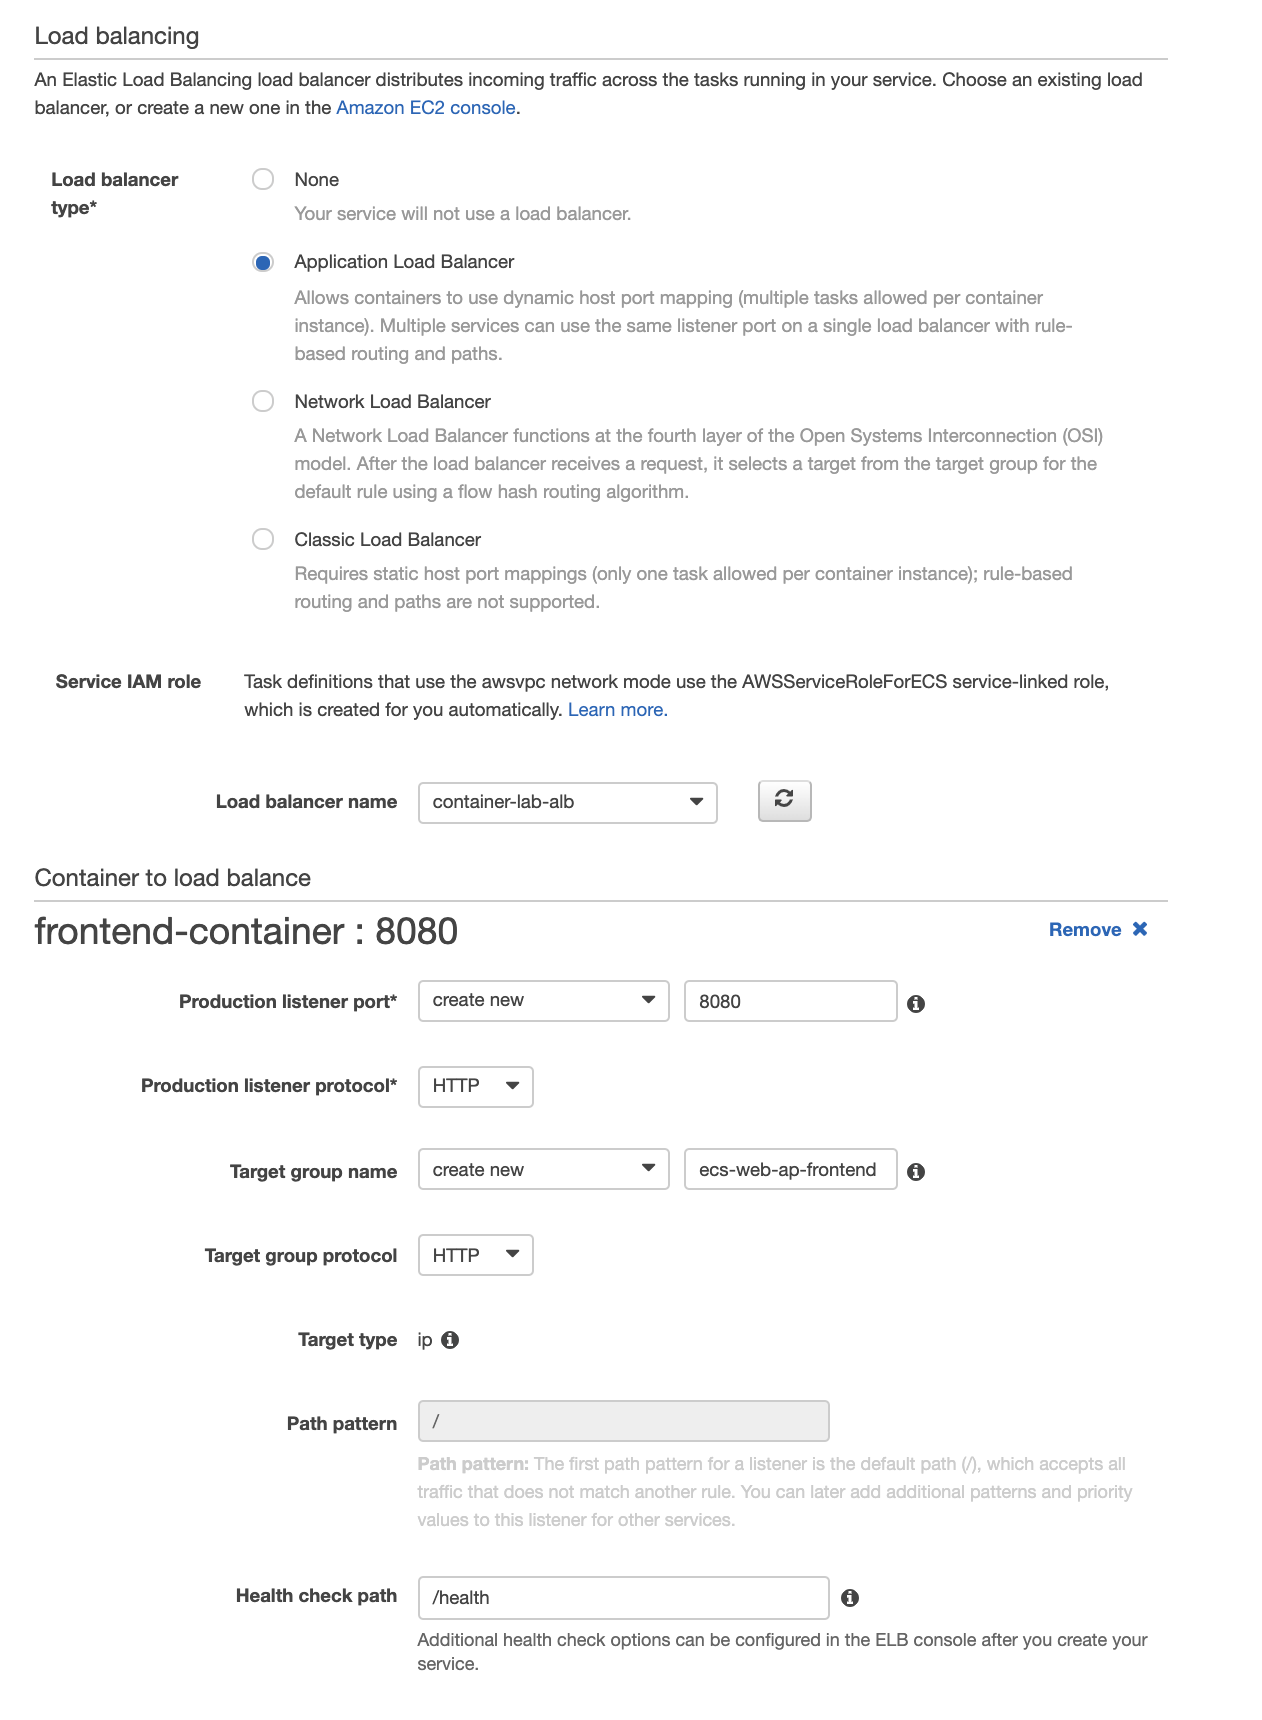 Load balancing
An Elastic Load Balancing load balancer distributes incoming traffic across the tasks running in your service. Choose an existing load
balancer, or create a new one in the Amazon EC2 console.
Load balancer
type*
None
Your service will not use a load balancer.
Application Load Balancer
Allows containers to use dynamic host port mapping (multiple tasks allowed per container
instance). Multiple services can use the same listener port on a single load balancer with rule-
based routing and paths.
Network Load Balancer
A Network Load Balancer functions at the fourth layer of the Open Systems Interconnection (OSI)
model. After the load balancer receives a request, it selects a target from the target group for the
default rule using a flow hash routing algorithm.
Classic Load Balancer
Requires static host port mappings (only one task allowed per container instance); rule-based
routing and paths are not supported.
Service IAM role
Task definitions that use the awsvpc network mode use the AWSServiceRoleForECS service-linked role,
which is created for you automatically. Learn more.
Load balancer name container-lab-alb
Container to load balance
frontend-container : 8080 Remove
Production listener port* create new 8080
Production listener protocol* HTTP
Target group name create new ecs-web-ap-frontend
Target group protocol HTTP
Target type ip
Path pattern /
Path pattern: The first path pattern for a listener is the default path (/), which accepts all
traffic that does not match another rule. You can later add additional patterns and priority
values to this listener for other services.
Health check path /health
Additional health check options can be configured in the ELB console after you create your
service.